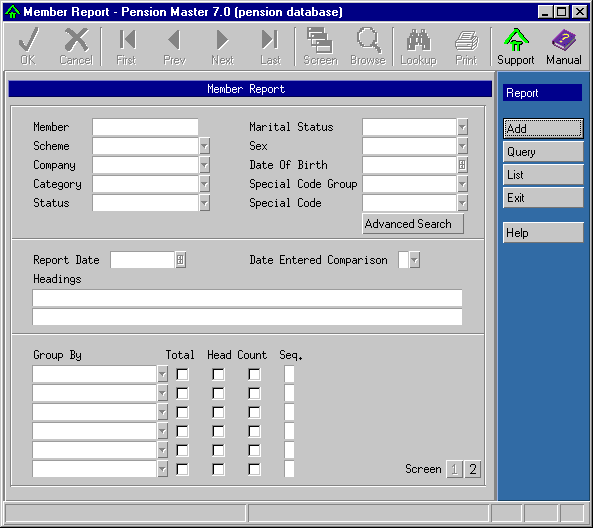 Member Report - Pension Master 7.0 (pension database)
OK Cancel First Prev Next Last Screen Browse Lookup Print Support Manual
Member Report
Member
Scheme
Company
Category
Status
Marital Status
Sex
Date Of Birth
Special Code Group
Special Code
Advanced Search
Report Date
Date Entered Comparison
Headings
Group By Total Head Count Seq.
Screen 1 2
Report
Add
Query
List
Exit
Help